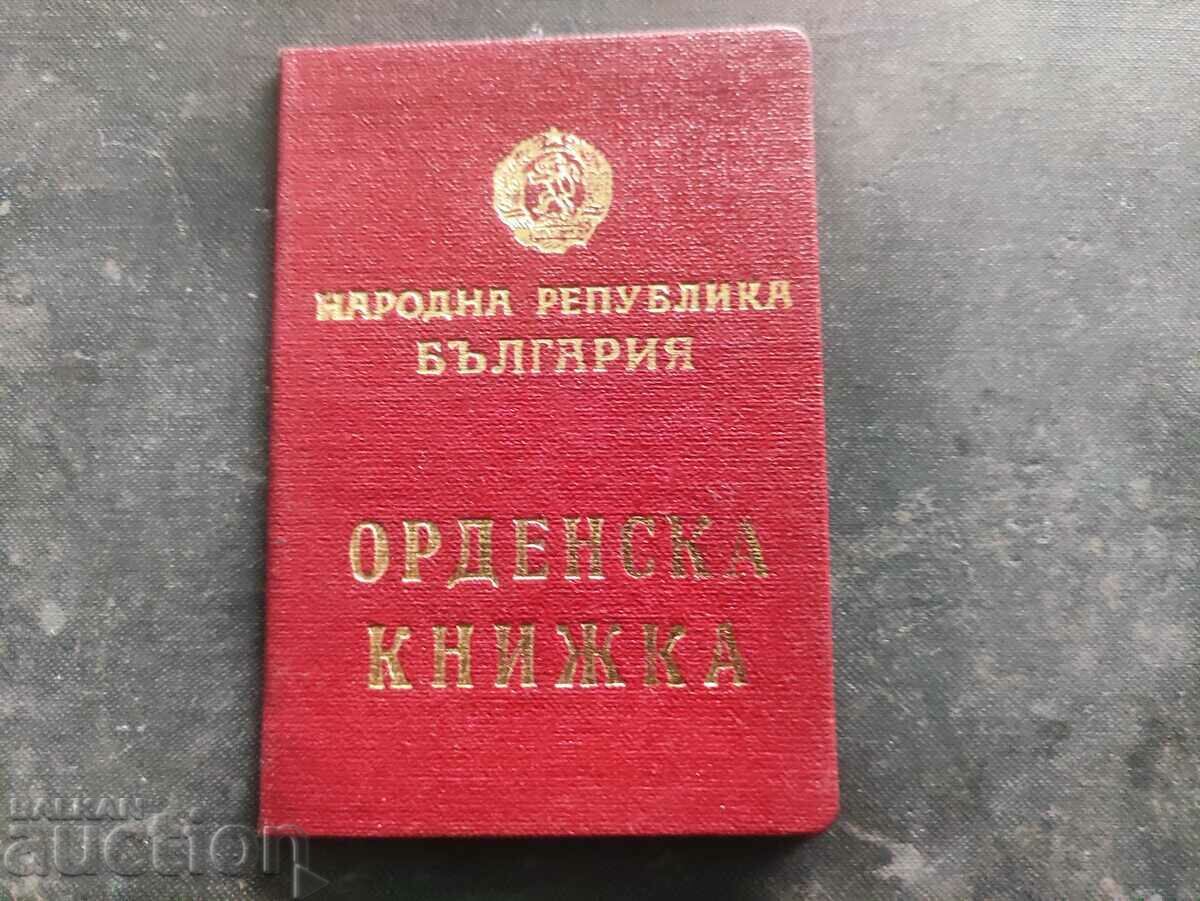 НАРОДНА РЕПУБЛИКА
БЪЛГАРИЯ
ОРДЕНСКА
КНИЖКА
BALKAN
auction